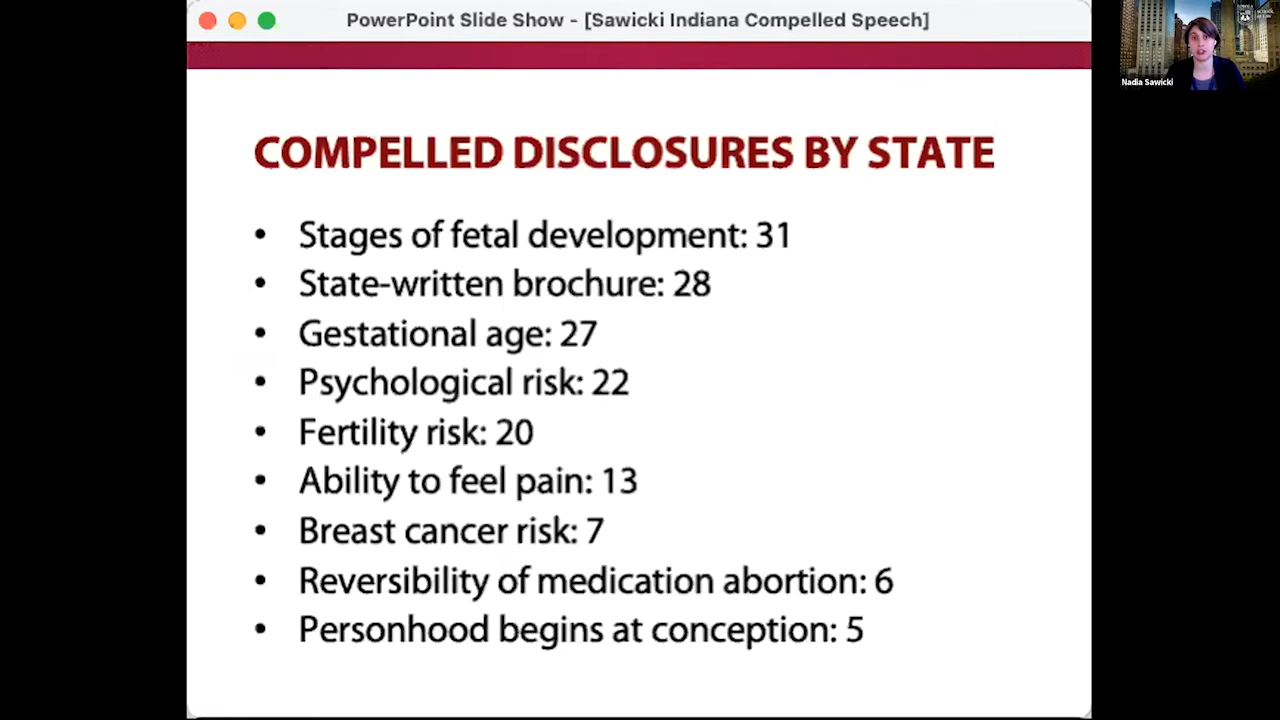 PowerPoint Slide Show - [Sawicki Indiana Compelled Speech]
COMPELLED DISCLOSURES BY STATE
• Stages of fetal development: 31
• State-written brochure: 28
• Gestational age: 27
• Psychological risk: 22
• Fertility risk: 20
• Ability to feel pain: 13
• Breast cancer risk: 7
• Reversibility of medication abortion: 6
• Personhood begins at conception: 5
Nadia Sawicki